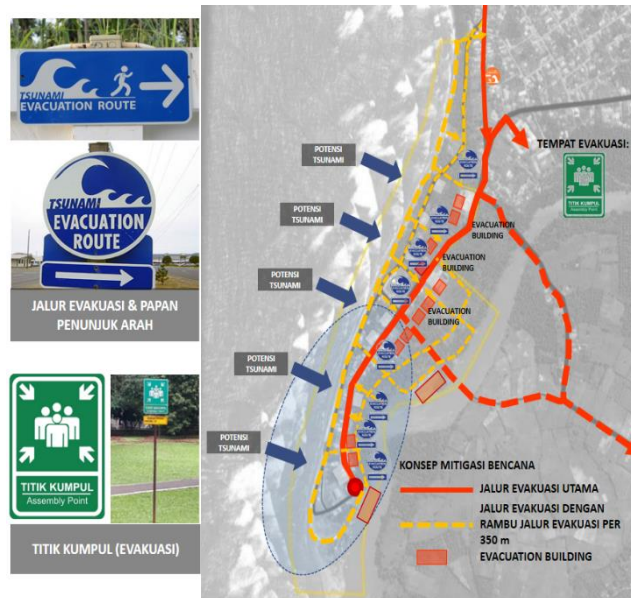 TSUNAMI
EVACUATION ROUTE
TSUNAMI
EVACUATION
ROUTE
JALUR EVAKUASI & PAPAN
PENUNJUK ARAH
TITIK KUMPUL
Assembly Point
TITIK KUMPUL (EVAKUASI)
POTENSI
TSUNAMI
POTENSI
TSUNAMI
POTENSI
TSUNAMI
POTENSI
TSUNAMI
POTENSI
TSUNAMI
TEMPAT EVAKUASI:
TITIK KUMPUL
EVACUATION
BUILDING
EVACUATION
BUILDING
EVACUATION
BUILDING
KONSEP MITIGASI BENCANA
JALUR EVAKUASI UTAMA
JALUR EVAKUASI DENGAN
RAMBU JALUR EVAKUASI PER
350 m
EVACUATION BUILDING